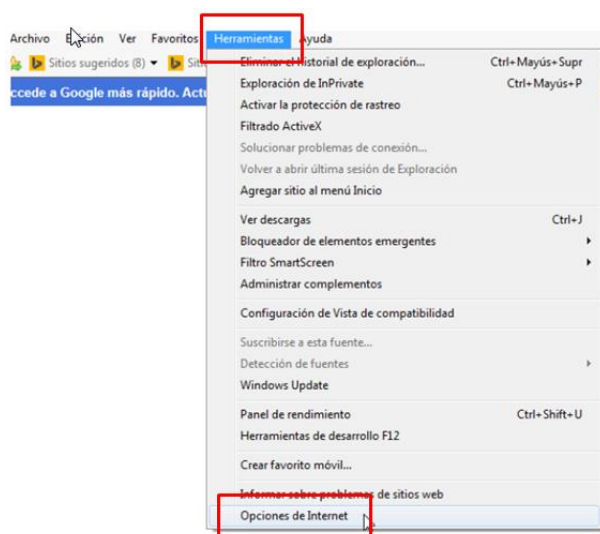 Archivo Edición Ver Favoritos Herramientas Ayuda
Sitios sugeridos (8)
ccede a Google más rápido. Actu
Eliminar el historial de exploración... Ctrl+Mayús+Supr
Exploración de InPrivate Ctrl+Mayús+P
Activar la protección de rastreo
Filtrado ActiveX
Solucionar problemas de conexión...
Volver a abrir última sesión de Exploración
Agregar sitio al menú Inicio
Ver descargas Ctrl+J
Bloqueador de elementos emergentes
Filtro SmartScreen
Administrar complementos
Configuración de Vista de compatibilidad
Suscribirse a esta fuente...
Detección de fuentes
Windows Update
Panel de rendimiento Ctrl+Shift+U
Herramientas de desarrollo F12
Crear favorito móvil...
Informar sobre problemas de sitios web
Opciones de Internet